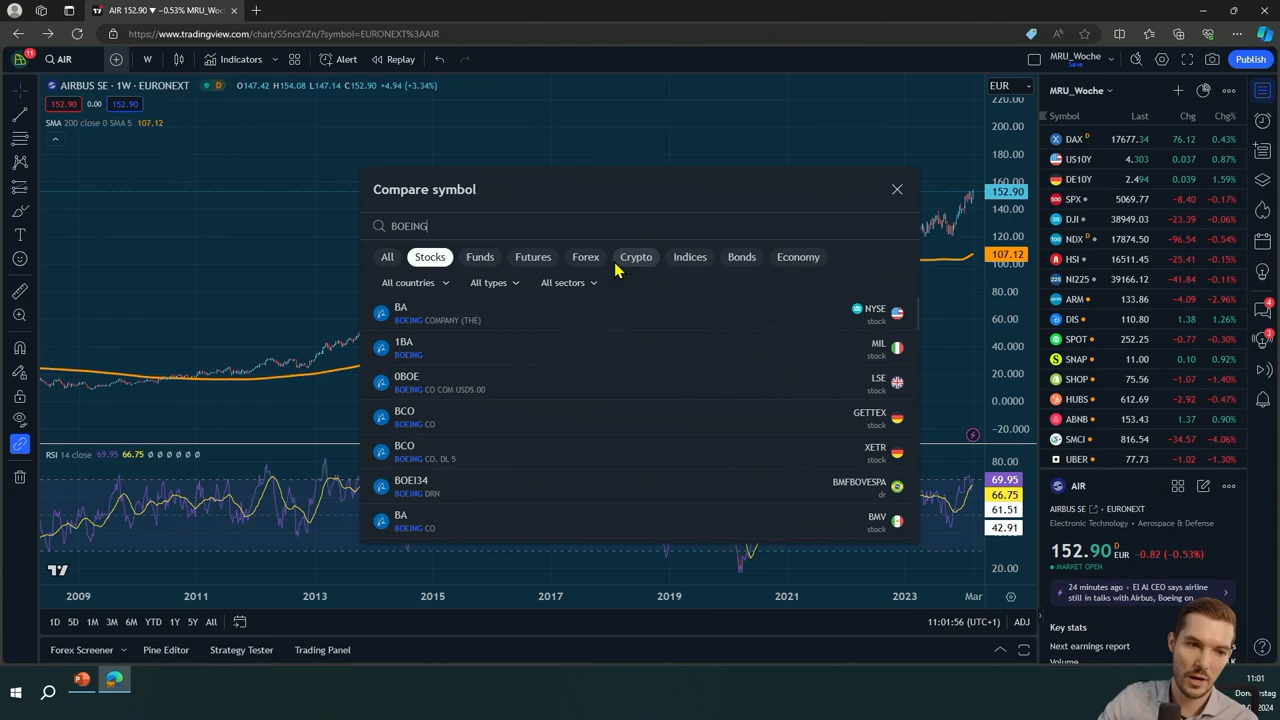 AIR 152.90 ▼ −0.53% MRU_Woche
https://www.tradingview.com/chart/S5ncsYZn/?symbol=EURONEXT%3AAIR
11
AIR
W
Indicators
Alert
Replay
MRU_Woche
Save
Publish
AIRBUS SE · 1W · EURONEXT
D
O147.42 H154.08 L147.14 C152.90 +4.94 (+3.34%)
152.90 0.00 152.90
SMA 200 close 0 SMA 5 107.12
EUR
220.00
200.00
180.00
160.00
152.90
140.00
120.00
107.12
100.00
80.00
60.00
40.000
20.000
0.0000
−20.000
Compare symbol
BOEING
All Stocks Funds Futures Forex Crypto Indices Bonds Economy
All countries All types All sectors
BA
BOEING COMPANY (THE)
NYSE
stock
1BA
BOEING
MIL
stock
0BOE
BOEING CO COM USD5.00
LSE
stock
BCO
BOEING CO
GETTEX
stock
BCO
BOEING CO. DL 5
XETR
stock
BOEI34
BOEING DRN
BMFBOVESPA
dr
BA
BOEING CO
BMV
stock
RSI 14 close 69.95 66.75 Ø Ø Ø Ø Ø Ø
80.00
69.95
66.75
61.51
42.91
20.00
2009 2011 2013 2015 2017 2019 2021 2023 Mar
1D 5D 1M 3M 6M YTD 1Y 5Y All
11:01:56 (UTC+1) ADJ
Forex Screener Pine Editor Strategy Tester Trading Panel
MRU_Woche
Symbol Last Chg Chg%
DAX D 17677.34 76.12 0.43%
US10Y 4.303 0.037 0.87%
DE10Y 2.494 0.039 1.59%
SPX 5069.77 −8.40 −0.17%
DJI 38949.03 −23.39 −0.06%
NDX D 17874.50 −96.54 −0.54%
HSI 16511.45 −25.41 −0.15%
NI225 39166.12 −41.84 −0.11%
ARM 133.86 −4.09 −2.96%
DIS 110.80 1.38 1.26%
SPOT 252.25 −0.77 −0.30%
SNAP 11.00 0.10 0.92%
SHOP 75.56 −1.07 −1.40%
HUBS 612.69 −2.92 −0.47%
ABNB 153.43 1.37 0.90%
SMCI 816.54 −34.57 −4.06%
UBER 77.73 −1.02 −1.30%
4
3
AIR
AIRBUS SE EURONEXT
Electronic Technology Aerospace & Defense
152.90 D EUR −0.82 (−0.53%)
MARKET OPEN
24 minutes ago El Al CEO says airline
still in talks with Airbus, Boeing on...
Key stats
Next earnings report
Volume
11:01